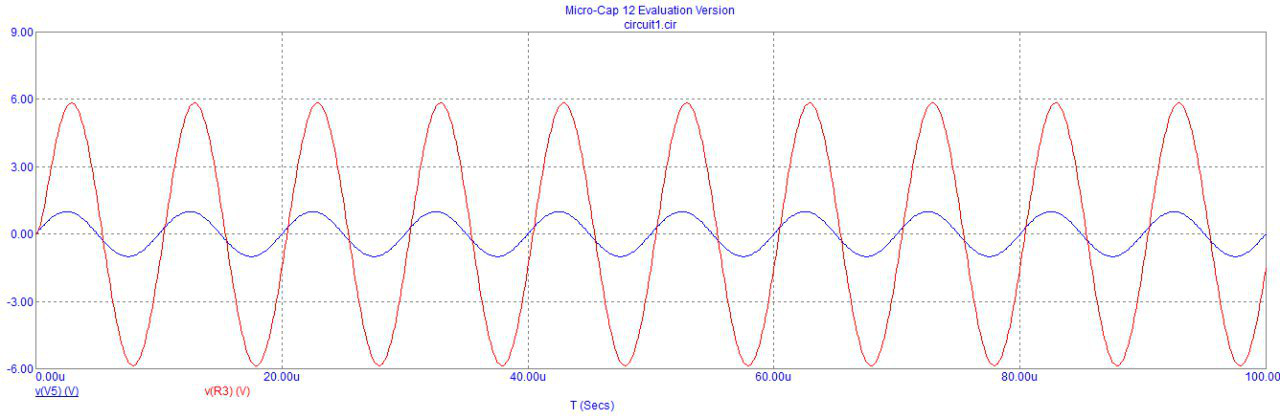 Micro-Cap 12 Evaluation Version
circuit1.cir
9.00
6.00
3.00
0.00
-3.00
-6.00
0.00u 20.00u 40.00u 60.00u 80.00u 100.00
v(V5) (V) v(R3) (V)
T (Secs)